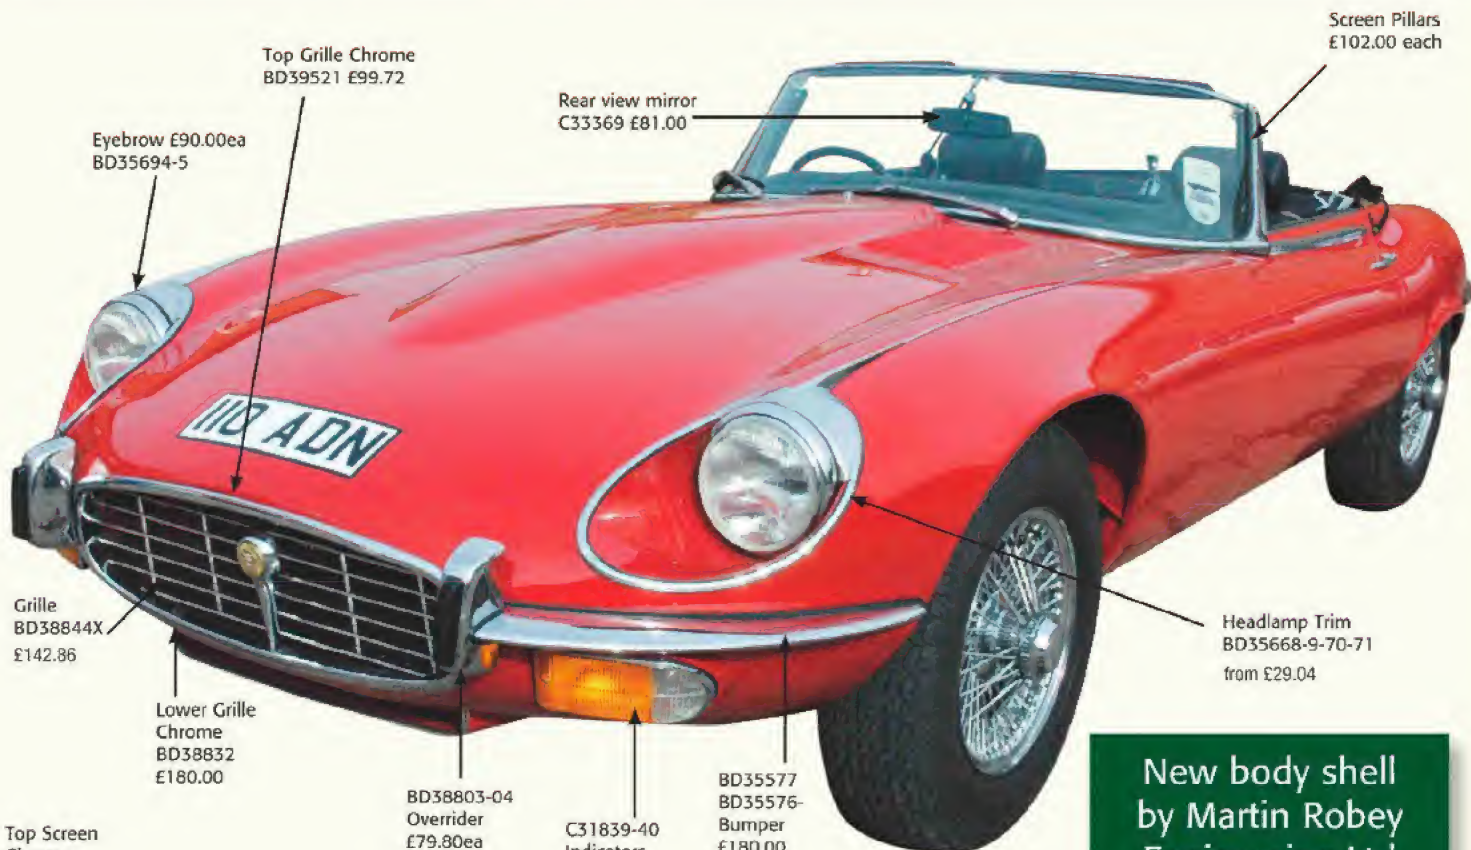 Screen Pillars
£102.00 each
Top Grille Chrome
BD39521 £99.72
Rear view mirror
C33369 £81.00
Eyebrow £90.00ea
BD35694-5
110 ADN
Grille
BD38844X
£142.86
Headlamp Trim
BD35668-9-70-71
from £29.04
Lower Grille
Chrome
BD38832
£180.00
BD38803-04
Overrider
£79.80ea
C31839-40
Indicators
BD35577
BD35576-
Bumper
£180.00
Top Screen
New body shell
by Martin Robey